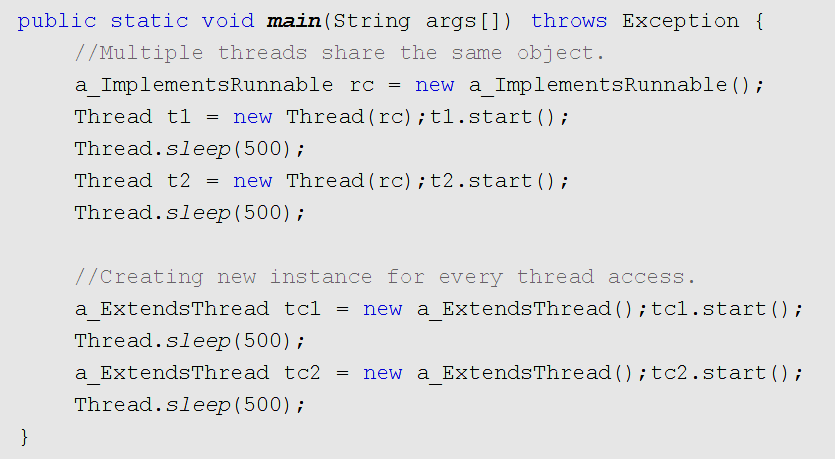 public static void main(String args[]) throws Exception {
    //Multiple threads share the same object.
    a_ImplementsRunnable rc = new a_ImplementsRunnable();
    Thread t1 = new Thread(rc);t1.start();
    Thread.sleep(500);
    Thread t2 = new Thread(rc);t2.start();
    Thread.sleep(500);

    //Creating new instance for every thread access.
    a_ExtendsThread tc1 = new a_ExtendsThread();tc1.start();
    Thread.sleep(500);
    a_ExtendsThread tc2 = new a_ExtendsThread();tc2.start();
    Thread.sleep(500);
}